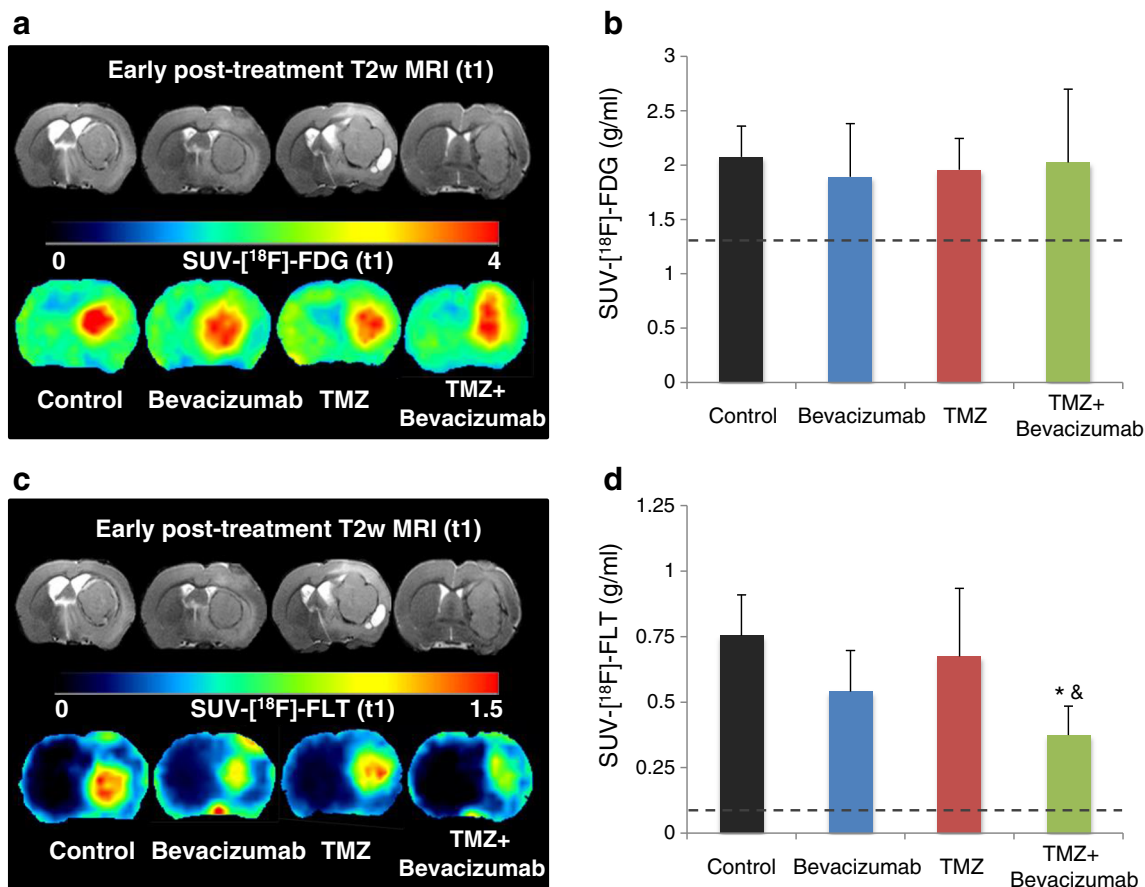 a
Early post-treatment T2w MRI (t1)
0 SUV-[¹⁸F]-FDG (t1) 4
Control Bevacizumab TMZ TMZ+
Bevacizumab
b
SUV-[¹⁸F]-FDG (g/ml)
3
2.5
2
1.5
1
0.5
0
Control Bevacizumab TMZ TMZ+
Bevacizumab
c
Early post-treatment T2w MRI (t1)
0 SUV-[¹⁸F]-FLT (t1) 1.5
Control Bevacizumab TMZ TMZ+
Bevacizumab
d
SUV-[¹⁸F]-FLT (g/ml)
1.25
1
0.75
0.5
0.25
0
* &
Control Bevacizumab TMZ TMZ+
Bevacizumab